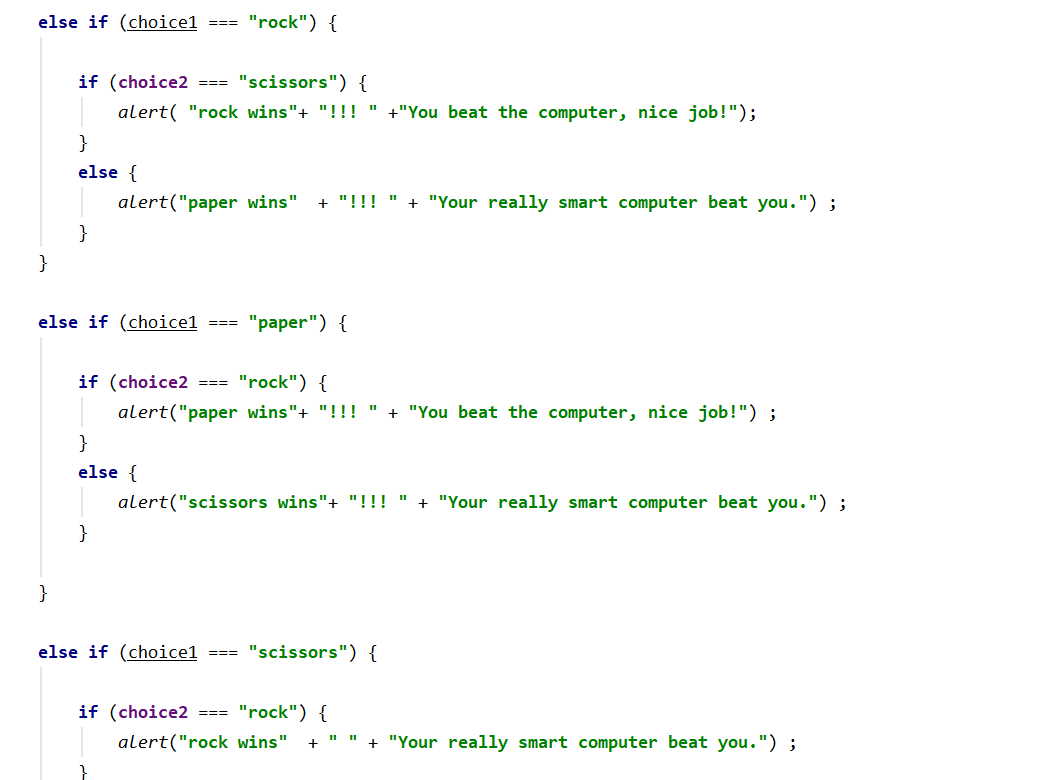 else if (choice1 === "rock") {
if (choice2 === "scissors") {
alert( "rock wins"+ "!!! " +"You beat the computer, nice job!");
}
else {
alert("paper wins"  + "!!! " + "Your really smart computer beat you.") ;
}
}
else if (choice1 === "paper") {
if (choice2 === "rock") {
alert("paper wins"+ "!!! " + "You beat the computer, nice job!") ;
}
else {
alert("scissors wins"+ "!!! " + "Your really smart computer beat you.") ;
}
}
else if (choice1 === "scissors") {
if (choice2 === "rock") {
alert("rock wins"  + " " + "Your really smart computer beat you.") ;
}